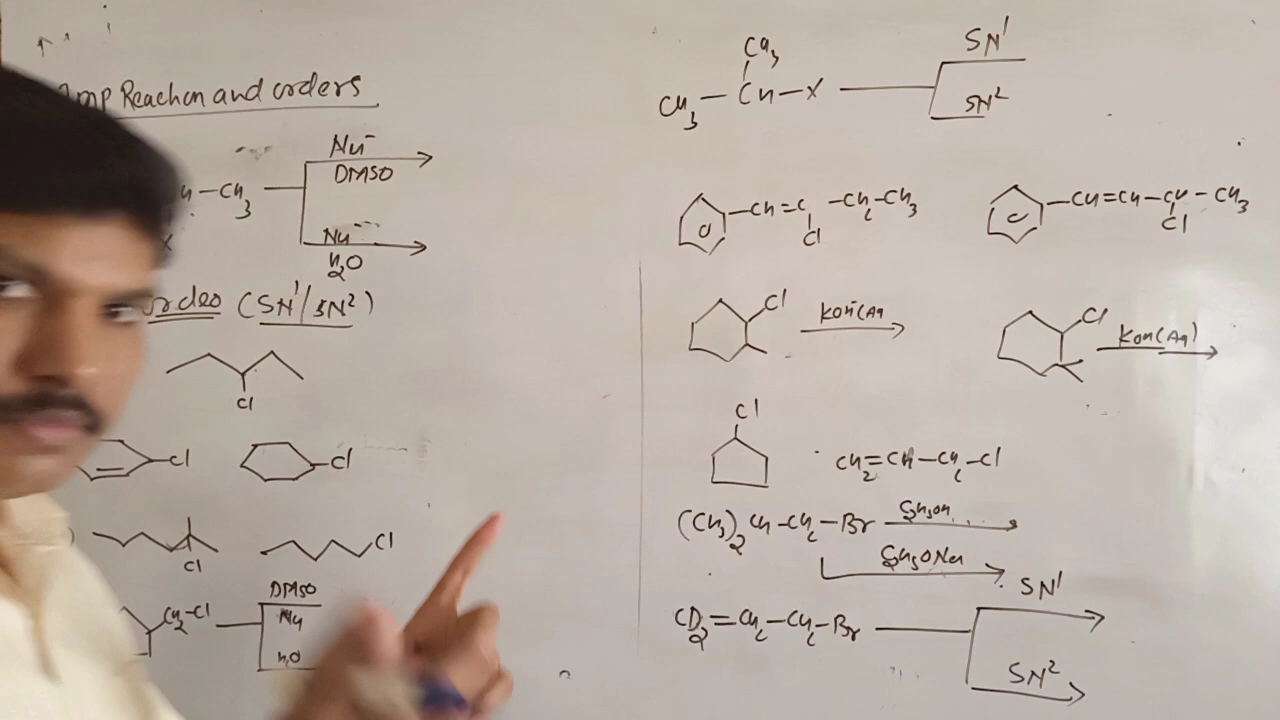 Reaction and orders
Nu⁻
DMSO
-CH₃
X
Nu⁻
H₂O
(SN¹/SN²)
Cl
-Cl
-Cl
Cl
Cl
CH₂-Cl
DMSO
Nu
H₂O
CH₃
CH₃-CH-X
SN¹
SN²
-CH=C-CH₂-CH₃
Cl
-CH=CH-CH-CH₃
Cl
Cl
KOH(Aq
Cl
KOH(Aq)
Cl
CH₂=CH-CH₂-Cl
(CH₃)₂CH-CH₂-Br
C₂H₅OH
C₂H₅ONa
CD₂=CH₂-CH₂-Br
SN¹
SN²